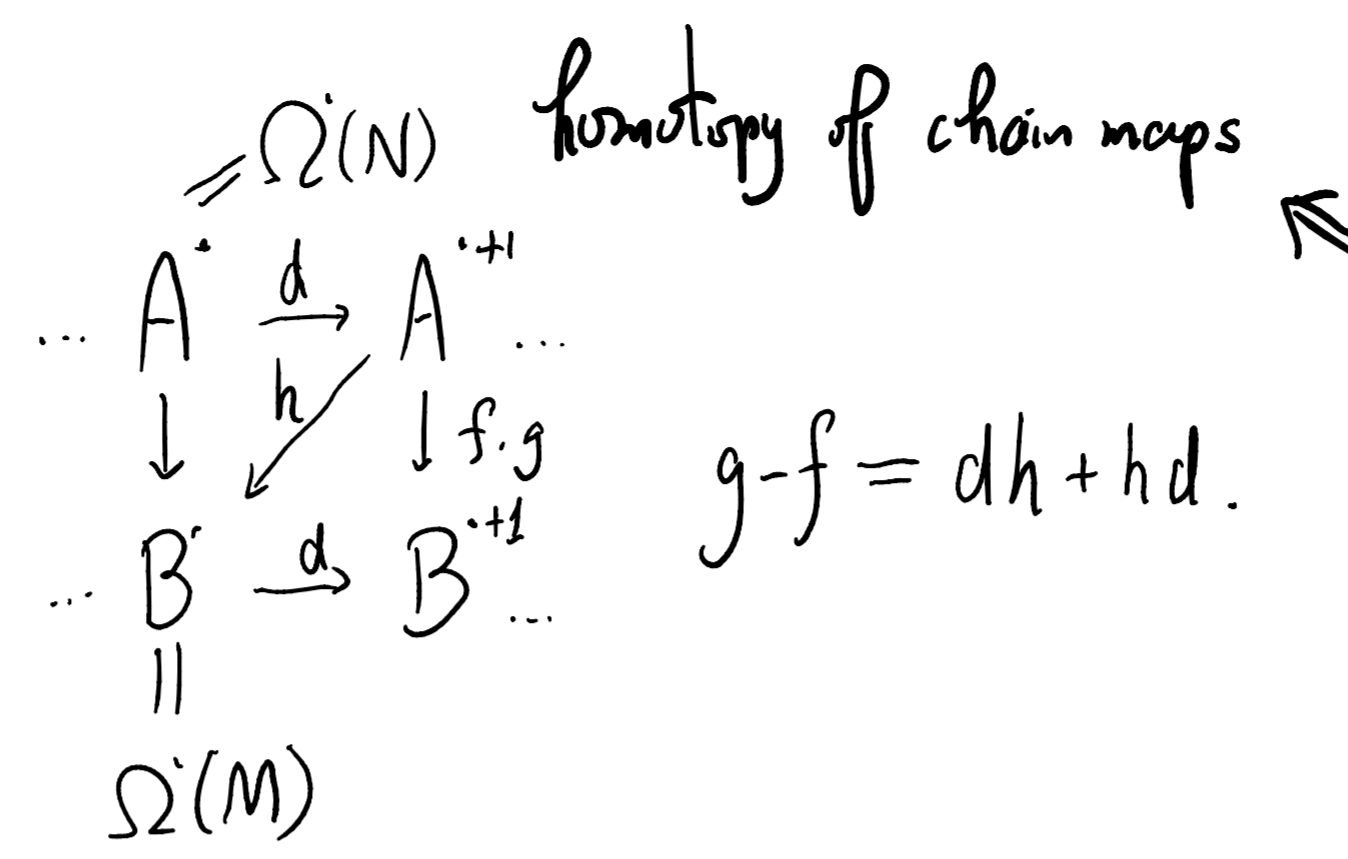 homotopy of chain maps
= Ω˙(N)
A˙ d A˙⁺¹
... h ...
f, g
g - f = dh + hd.
B˙ d B˙⁺¹
... ...
||
Ω˙(M)